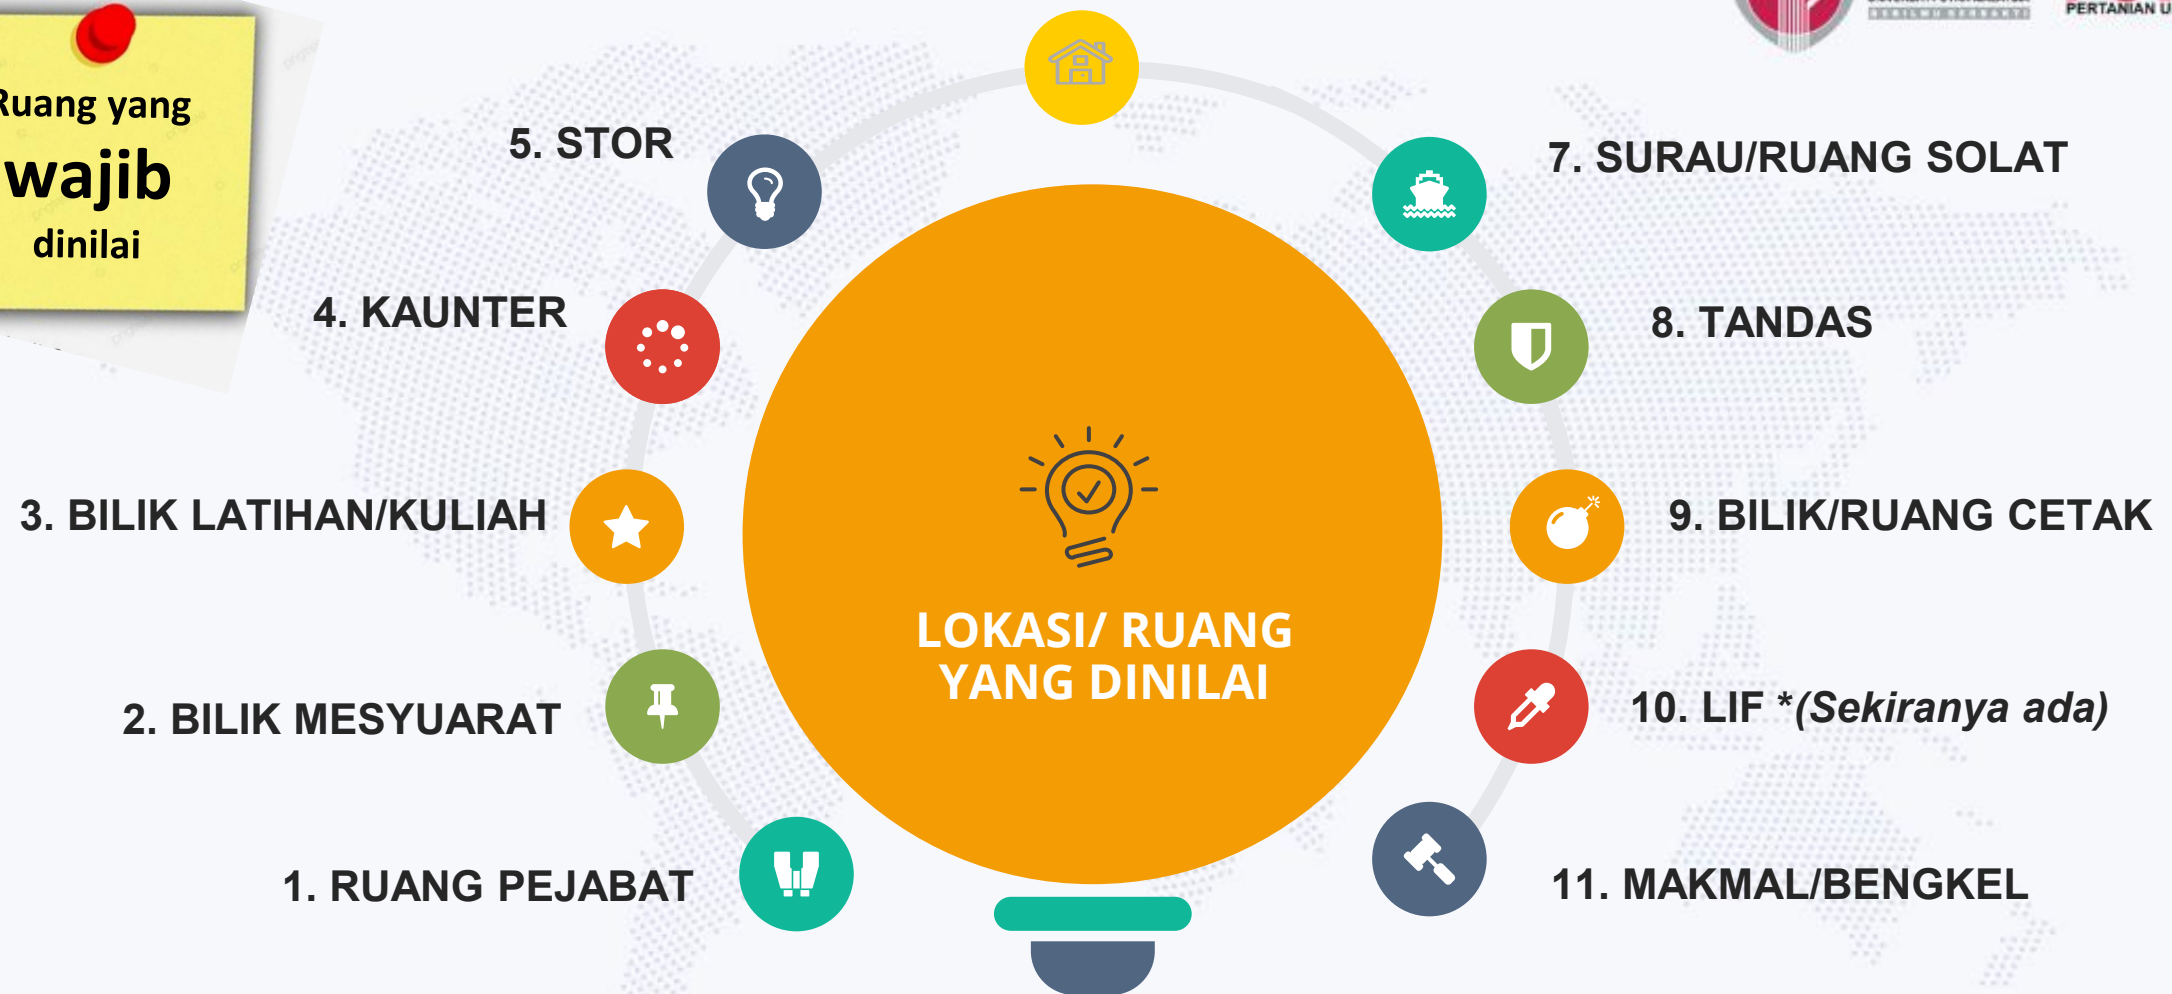 Ruang yang
wajib
dinilai
5. STOR
4. KAUNTER
3. BILIK LATIHAN/KULIAH
2. BILIK MESYUARAT
1. RUANG PEJABAT
LOKASI/ RUANG
YANG DINILAI
7. SURAU/RUANG SOLAT
8. TANDAS
9. BILIK/RUANG CETAK
10. LIF *(Sekiranya ada)
11. MAKMAL/BENGKEL
BERILMU BERBAKTI
PERTANIAN U